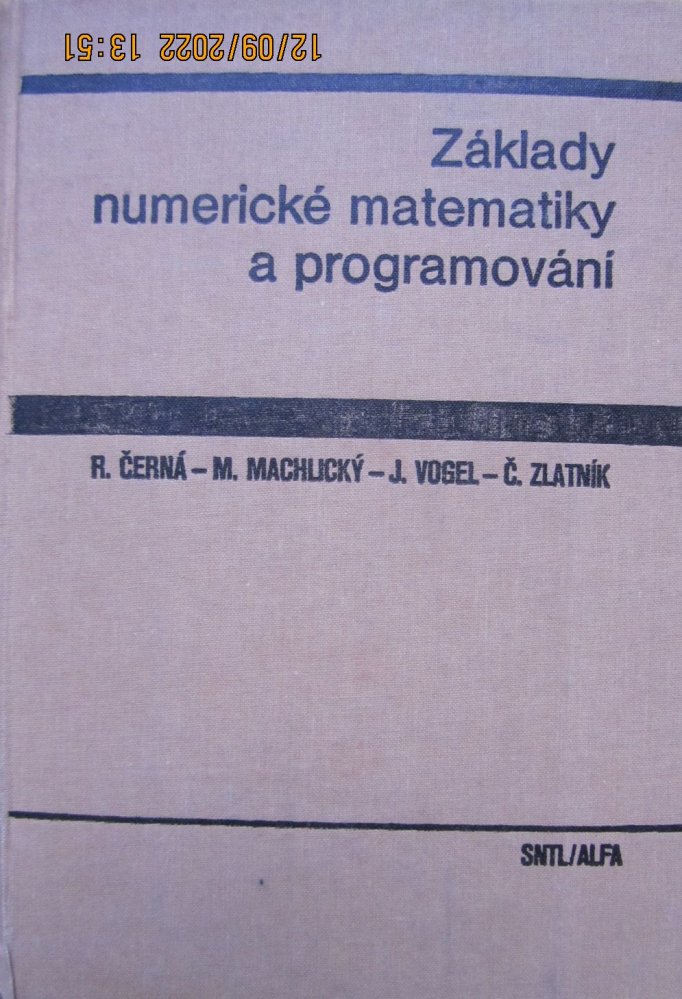 12/09/2022 13:51
Základy
numerické matematiky
a programování
R. ČERNÁ – M. MACHLICKÝ – J. VOGEL – Č. ZLATNÍK
SNTL/ALFA